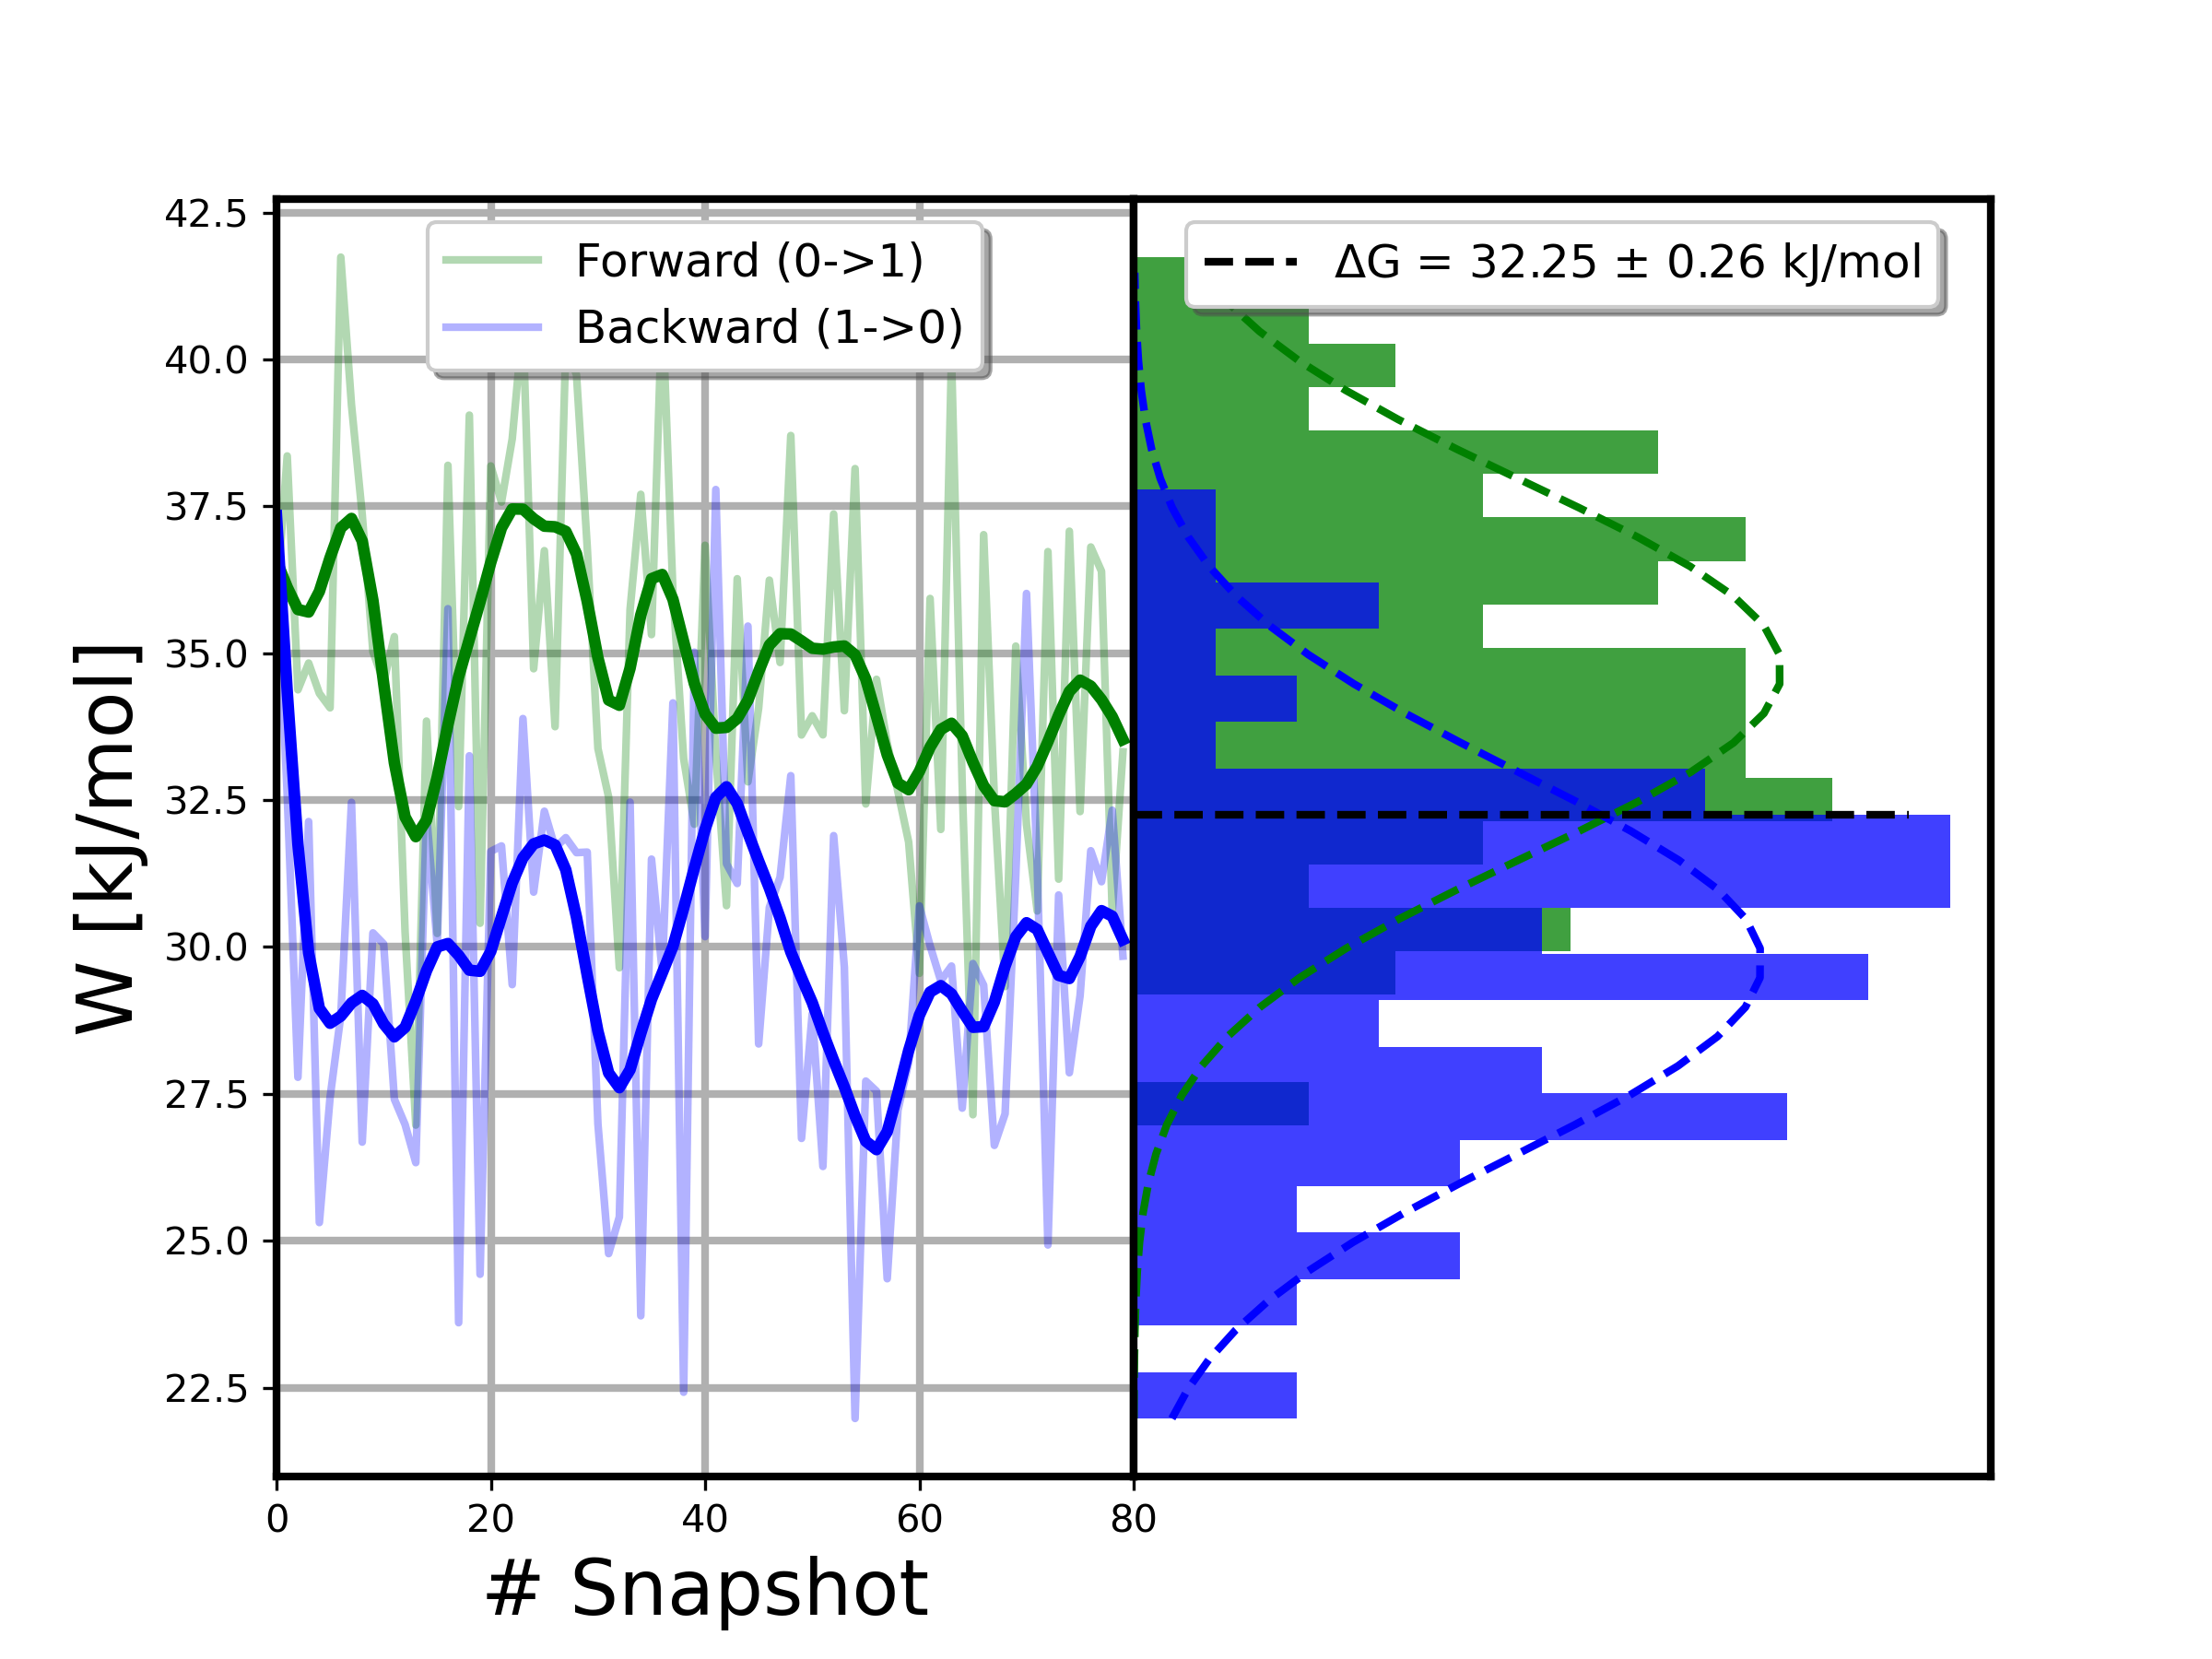 42.5
40.0
37.5
35.0
32.5
30.0
27.5
25.0
22.5
W [kJ/mol]
Forward (0->1)
Backward (1->0)
ΔG = 32.25 ± 0.26 kJ/mol
0 20 40 60 80
# Snapshot